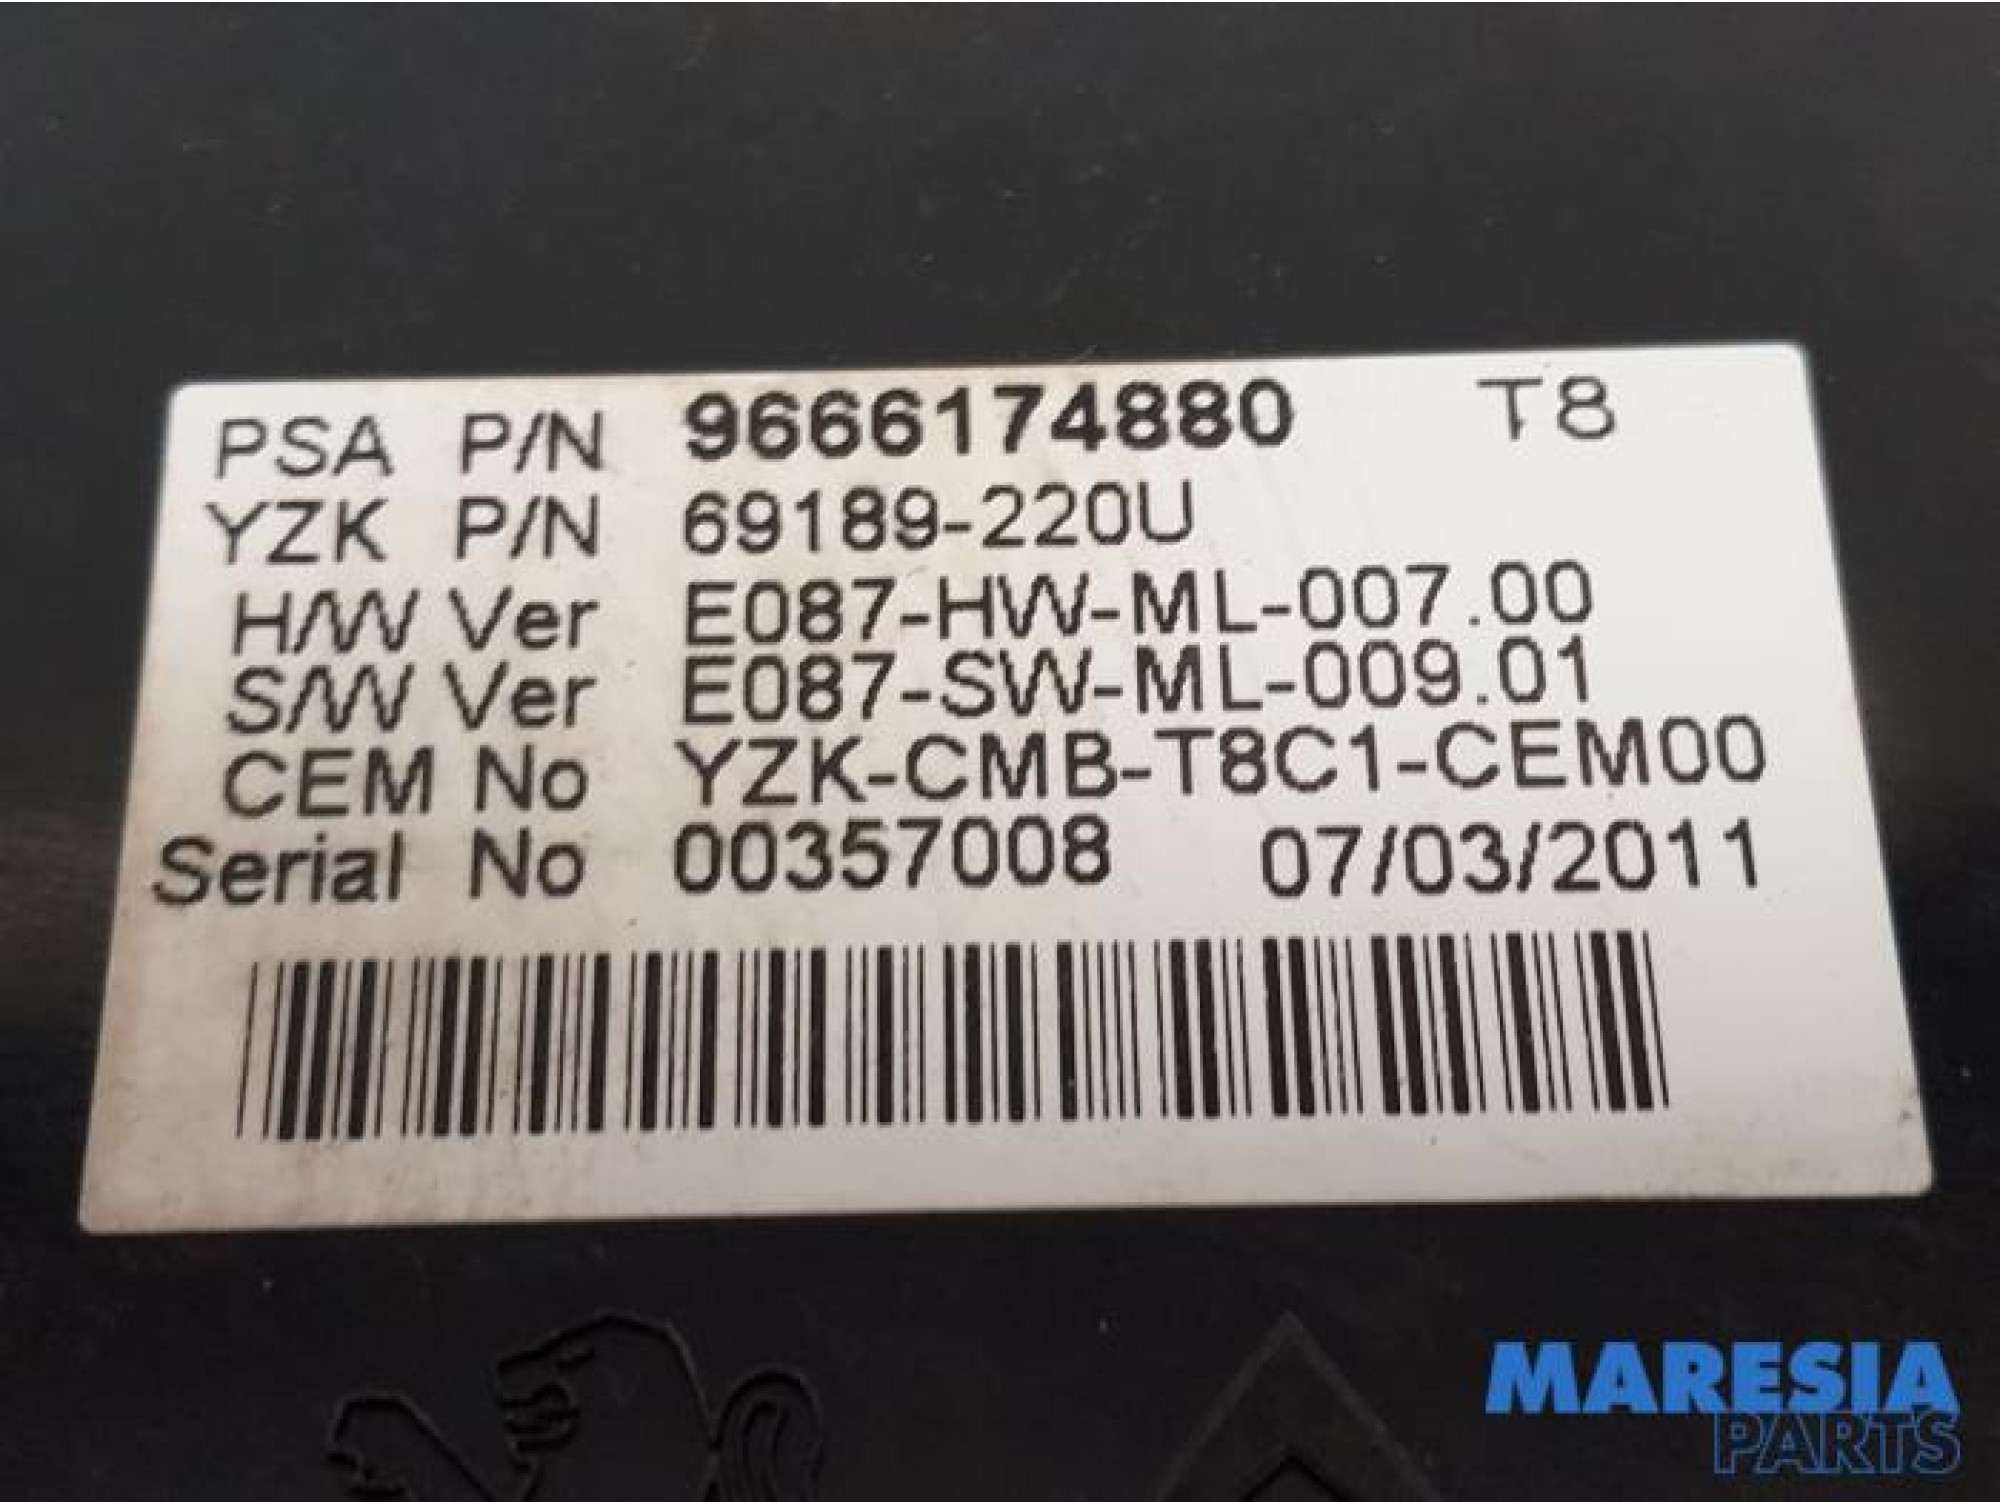 PSA P/N 9666174880 T8
YZK P/N 69189-220U
H/W Ver E087-HW-ML-007.00
S/W Ver E087-SW-ML-009.01
CEM No YZK-CMB-T8C1-CEM00
Serial No 00357008 07/03/2011
MARESIA
PARTS